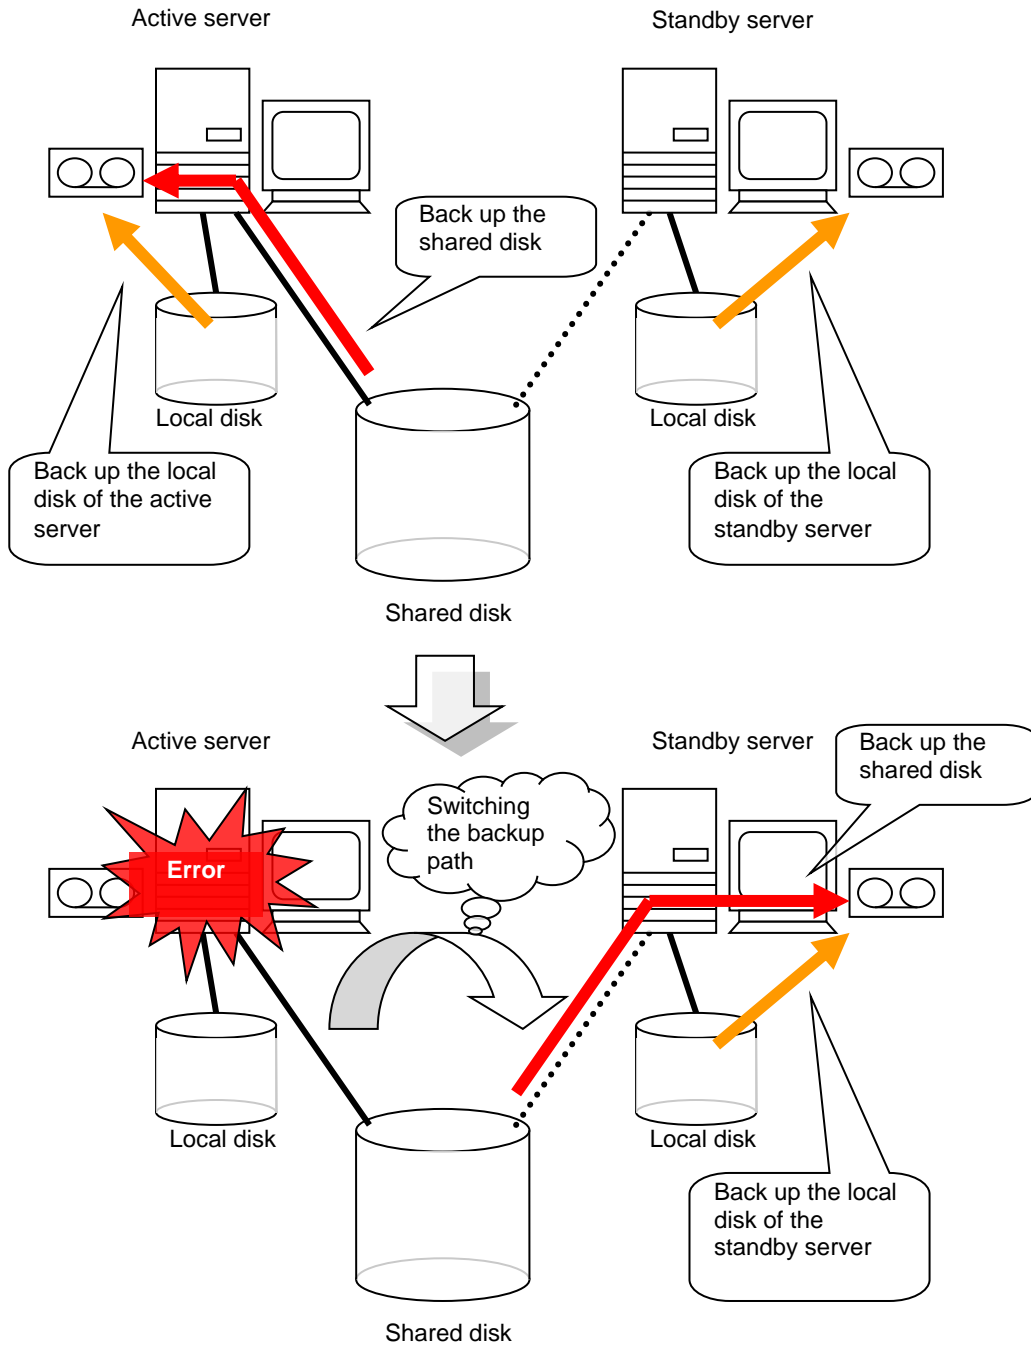 Active server
Standby server
Back up the
shared disk
Local disk
Local disk
Back up the local
disk of the active
server
Back up the local
disk of the
standby server
Shared disk
Active server
Standby server
Back up the
shared disk
Switching
the backup
path
Error
Local disk
Local disk
Back up the local
disk of the
standby server
Shared disk